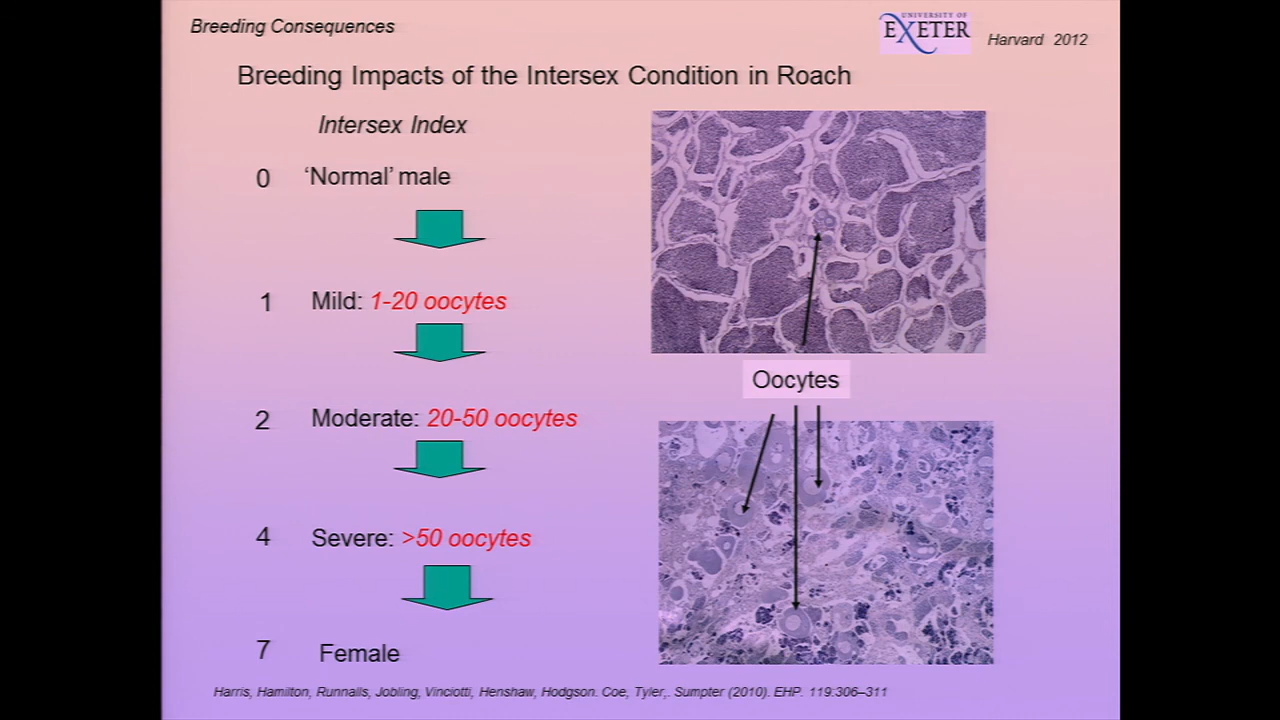 Breeding Consequences
UNIVERSITY OF
EXETER
Harvard 2012
Breeding Impacts of the Intersex Condition in Roach
Intersex Index
0 ‘Normal’ male
1 Mild: 1-20 oocytes
2 Moderate: 20-50 oocytes
4 Severe: >50 oocytes
7 Female
Oocytes
Harris, Hamilton, Runnalls, Jobling, Vinciotti, Henshaw, Hodgson. Coe, Tyler,. Sumpter (2010). EHP. 119:306–311